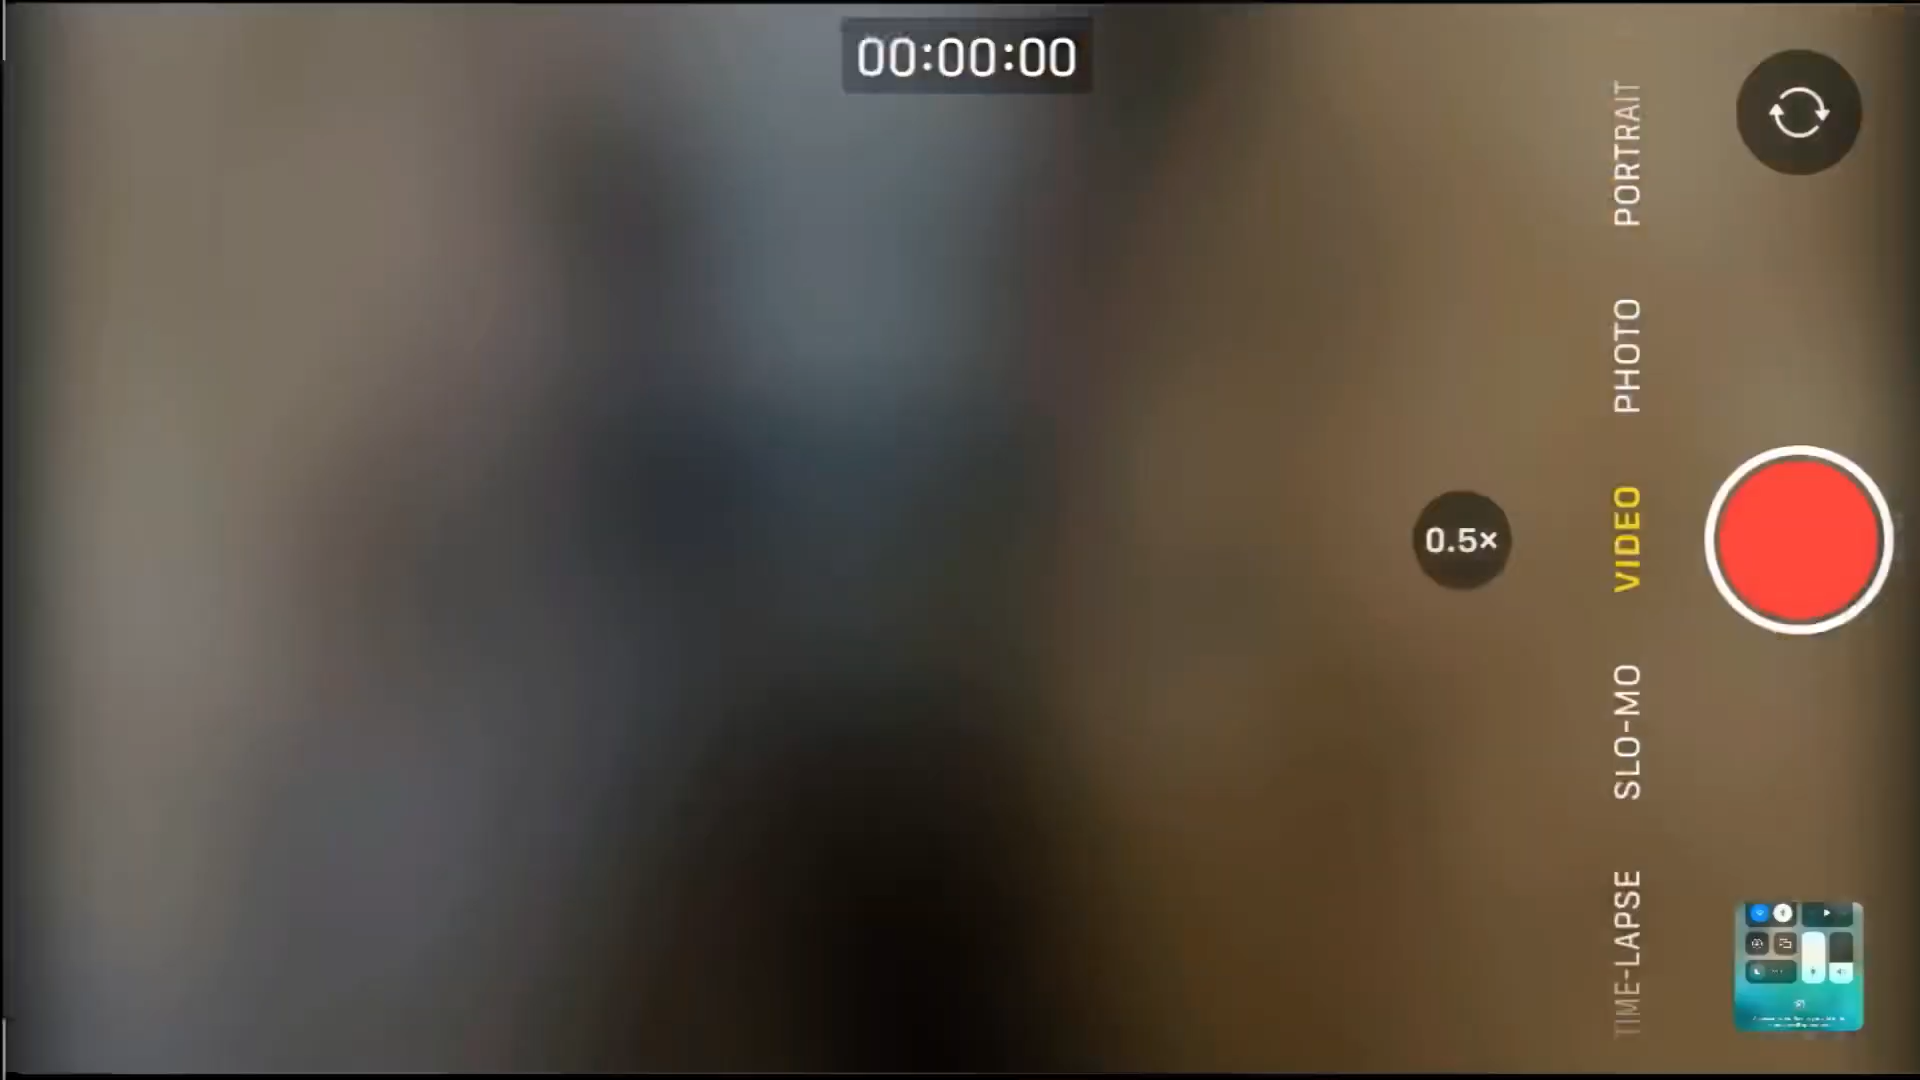 00:00:00
PORTRAIT
PHOTO
VIDEO
SLO-MO
TIME-LAPSE
0.5×